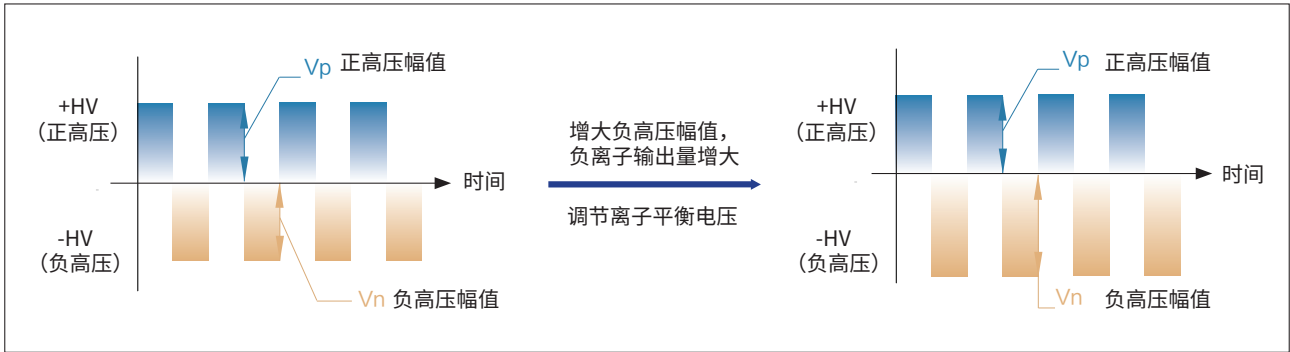 Vp 正高压幅值
+HV
（正高压）
时间
-HV
（负高压）
Vn 负高压幅值
增大负高压幅值，
负离子输出量增大
调节离子平衡电压
Vp 正高压幅值
+HV
（正高压）
时间
-HV
（负高压）
Vn 负高压幅值